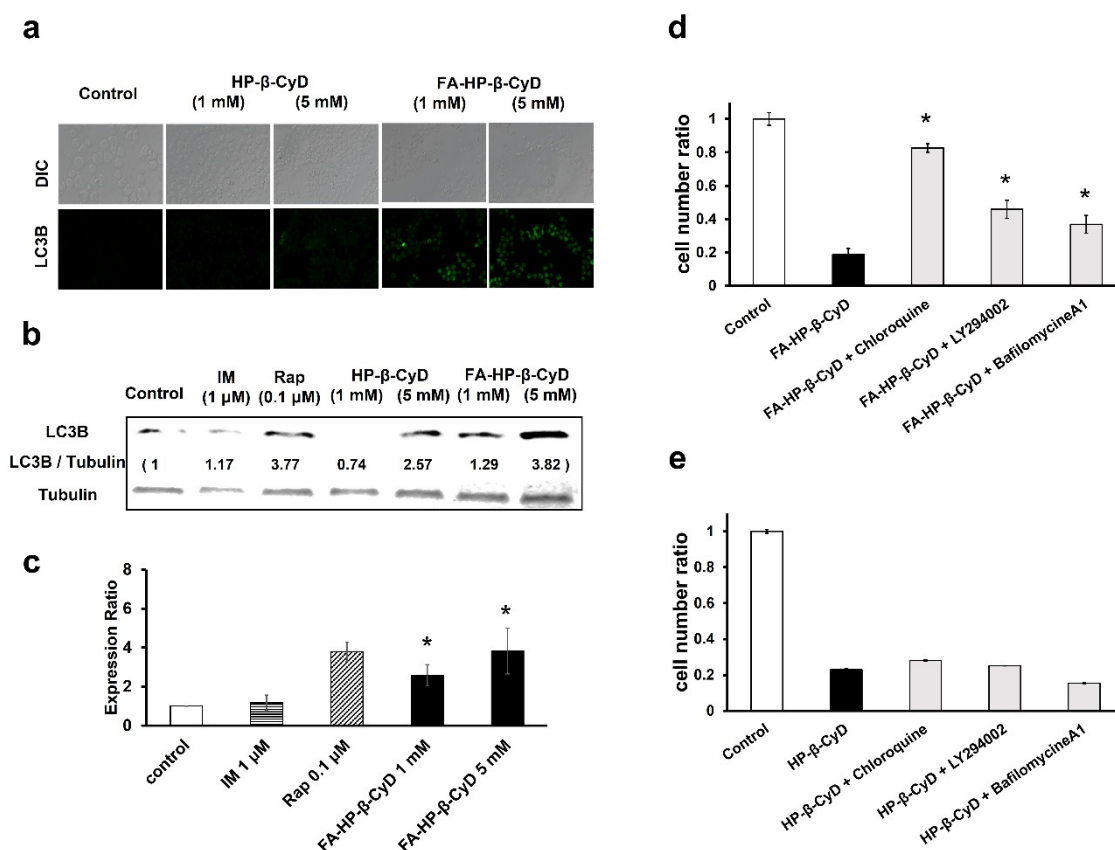 a
Control
HP-β-CyD
(1 mM) (5 mM)
FA-HP-β-CyD
(1 mM) (5 mM)
DIC
LC3B
b
Control
IM
(1 μM)
Rap
(0.1 μM)
HP-β-CyD
(1 mM) (5 mM)
FA-HP-β-CyD
(1 mM) (5 mM)
LC3B
LC3B / Tubulin ( 1 1.17 3.77 0.74 2.57 1.29 3.82 )
Tubulin
c
Expression Ratio
8
6
4
2
0
* *
control
IM 1 μM
Rap 0.1 μM
FA-HP-β-CyD 1 mM
FA-HP-β-CyD 5 mM
d
cell number ratio
1
0.8
0.6
0.4
0.2
0
* * *
Control
FA-HP-β-CyD
FA-HP-β-CyD + Chloroquine
FA-HP-β-CyD + LY294002
FA-HP-β-CyD + BafilomycineA1
e
cell number ratio
1
0.8
0.6
0.4
0.2
0
Control
HP-β-CyD
HP-β-CyD + Chloroquine
HP-β-CyD + LY294002
HP-β-CyD + BafilomycineA1